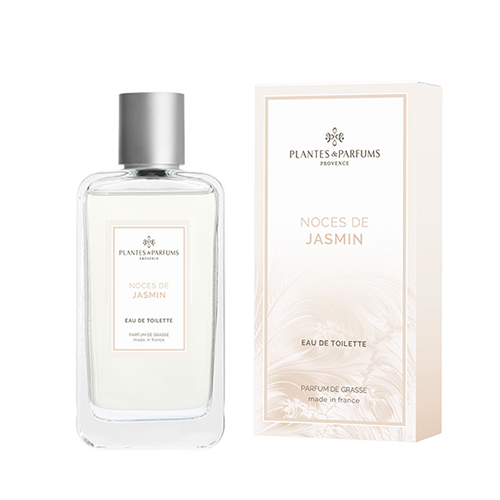 PLANTES & PARFUMS
PROVENCE
NOCES DE
JASMIN
EAU DE TOILETTE
PARFUM DE GRASSE
made in france
PLANTES & PARFUMS
PROVENCE
NOCES DE
JASMIN
EAU DE TOILETTE
PARFUM DE GRASSE
made in france